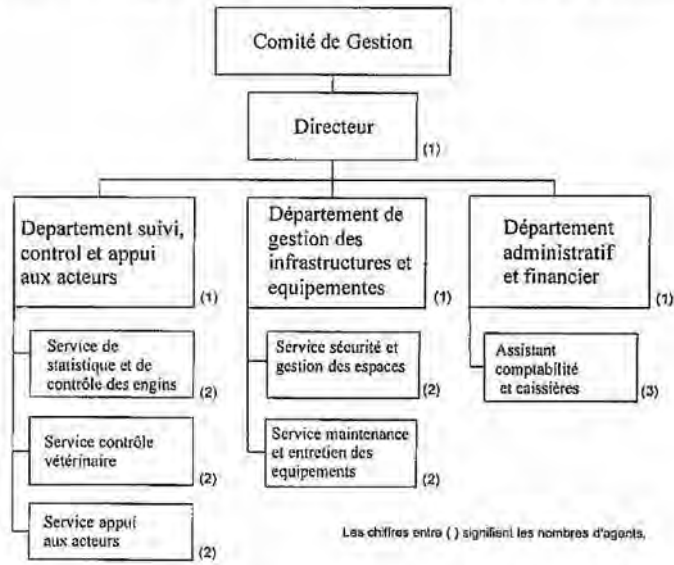 Comité de Gestion
Directeur
(1)
Departement suivi,
control et appui
aux acteurs
(1)
Service de
statistique et de
contrôle des engins
(2)
Service contrôle
vétérinaire
(2)
Service appui
aux acteurs
(2)
Département de
gestion des
infrastructures et
equipementes
(1)
Service sécurité et
gestion des espaces
(2)
Service maintenance
et entretien des
equipements
(2)
Département
administratif
et financier
(1)
Assistant
comptabilité
et caissières
(3)
Les chiffres entre ( ) signifient les nombres d'agents.